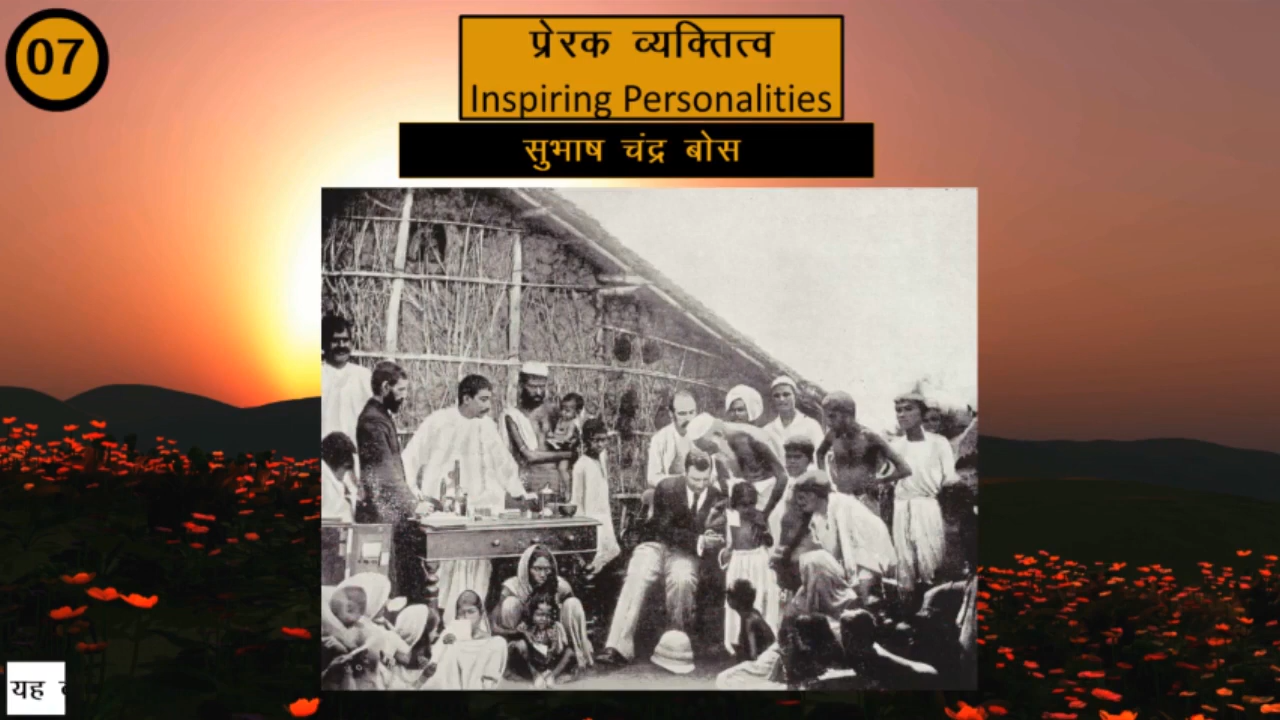 07
प्रेरक व्यक्तित्व
Inspiring Personalities
सुभाष चंद्र बोस
यह